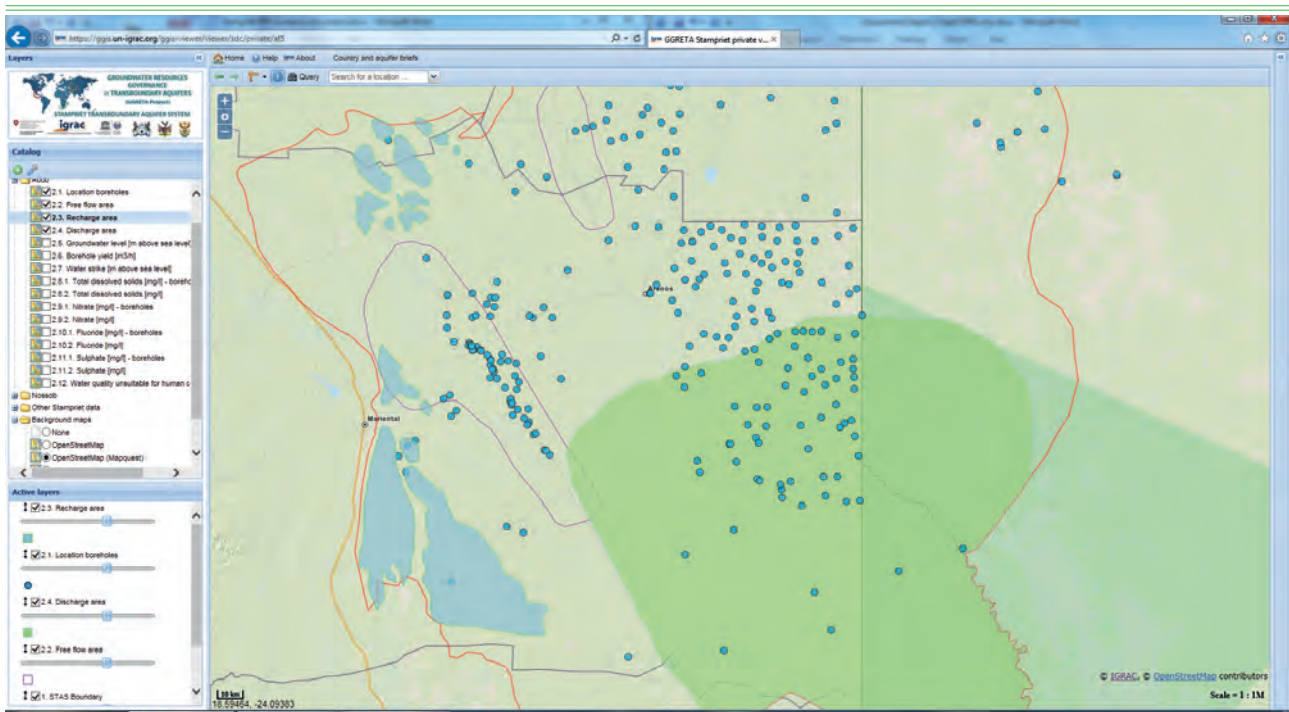 https://ggis.un-igrac.org/ggis-viewer/viewer/sdc/private/af5
GGRETA Stampriet private v... ×
Layers
Home Help About Country and aquifer briefs
Query Search for a location ...
GROUNDWATER RESOURCES
GOVERNANCE
in TRANSBOUNDARY AQUIFERS
(GGRETA Project)
STAMPRIET TRANSBOUNDARY AQUIFER SYSTEM
igrac
Catalog
2.1. Location boreholes
2.2. Free flow area
2.3. Recharge area
2.4. Discharge area
2.5. Groundwater level [m above sea level]
2.6. Borehole yield [m3/h]
2.7. Water strike [m above sea level]
2.8.1. Total dissolved solids [mg/l] - boreho
2.8.2. Total dissolved solids [mg/l]
2.9.1. Nitrate [mg/l] - boreholes
2.9.2. Nitrate [mg/l]
2.10.1. Fluoride [mg/l] - boreholes
2.10.2. Fluoride [mg/l]
2.11.1. Sulphate [mg/l] - boreholes
2.11.2. Sulphate [mg/l]
2.12. Water quality unsuitable for human c
Nossob
Other Stampriet data
Background maps
None
OpenStreetMap
OpenStreetMap (Mapquest)
Active layers
2.3. Recharge area
2.1. Location boreholes
2.4. Discharge area
2.2. Free flow area
1. STAS Boundary
Aranos
Mariental
10 km
18.59464, -24.09383
© IGRAC, © OpenStreetMap contributors
Scale = 1 : 1M